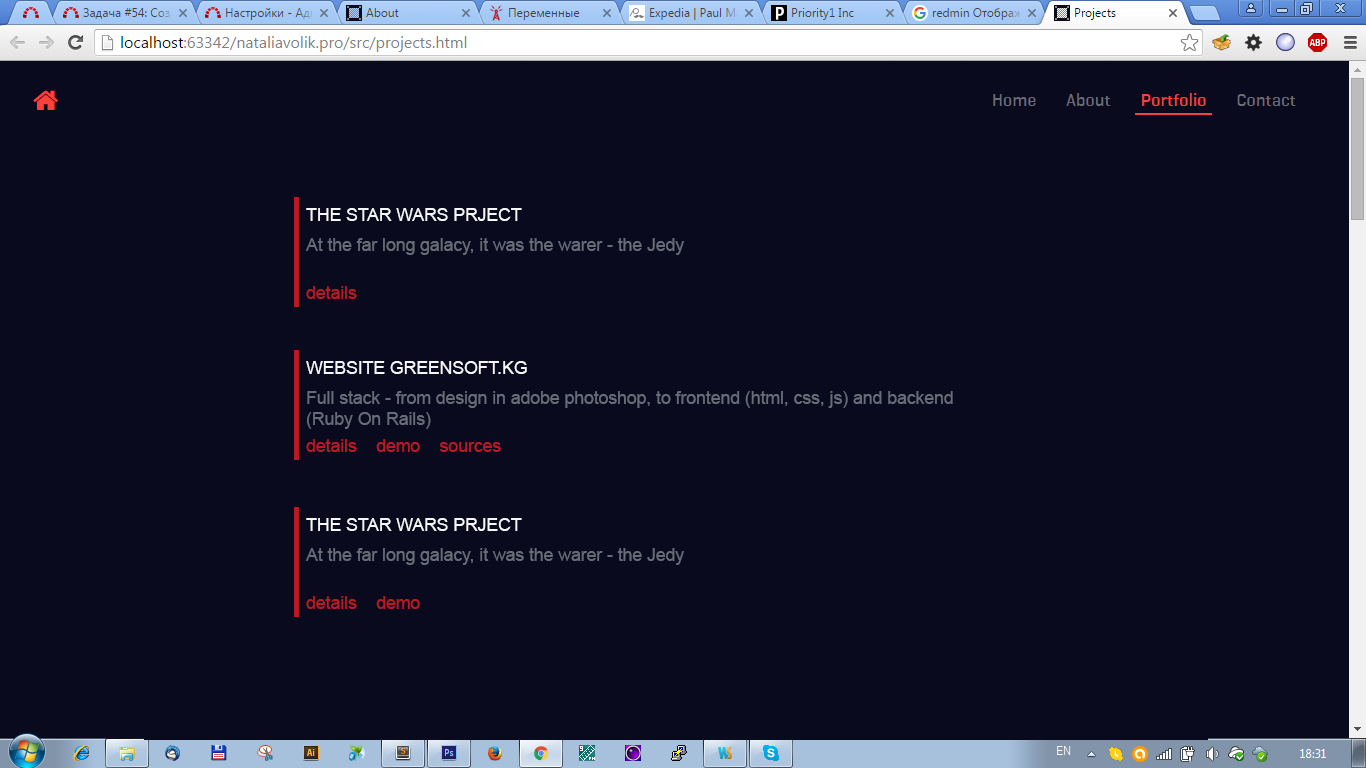 Задача #54: Соз
Настройки - Ад
About
Переменные
Expedia | Paul M
Priority1 Inc
redmin Отображ
Projects
localhost:63342/nataliavolik.pro/src/projects.html
ABP
Home About Portfolio Contact
THE STAR WARS PRJECT
At the far long galacy, it was the warer - the Jedy
details
WEBSITE GREENSOFT.KG
Full stack - from design in adobe photoshop, to frontend (html, css, js) and backend
(Ruby On Rails)
details demo sources
THE STAR WARS PRJECT
At the far long galacy, it was the warer - the Jedy
details demo
Ai
Ps
EN
18:31